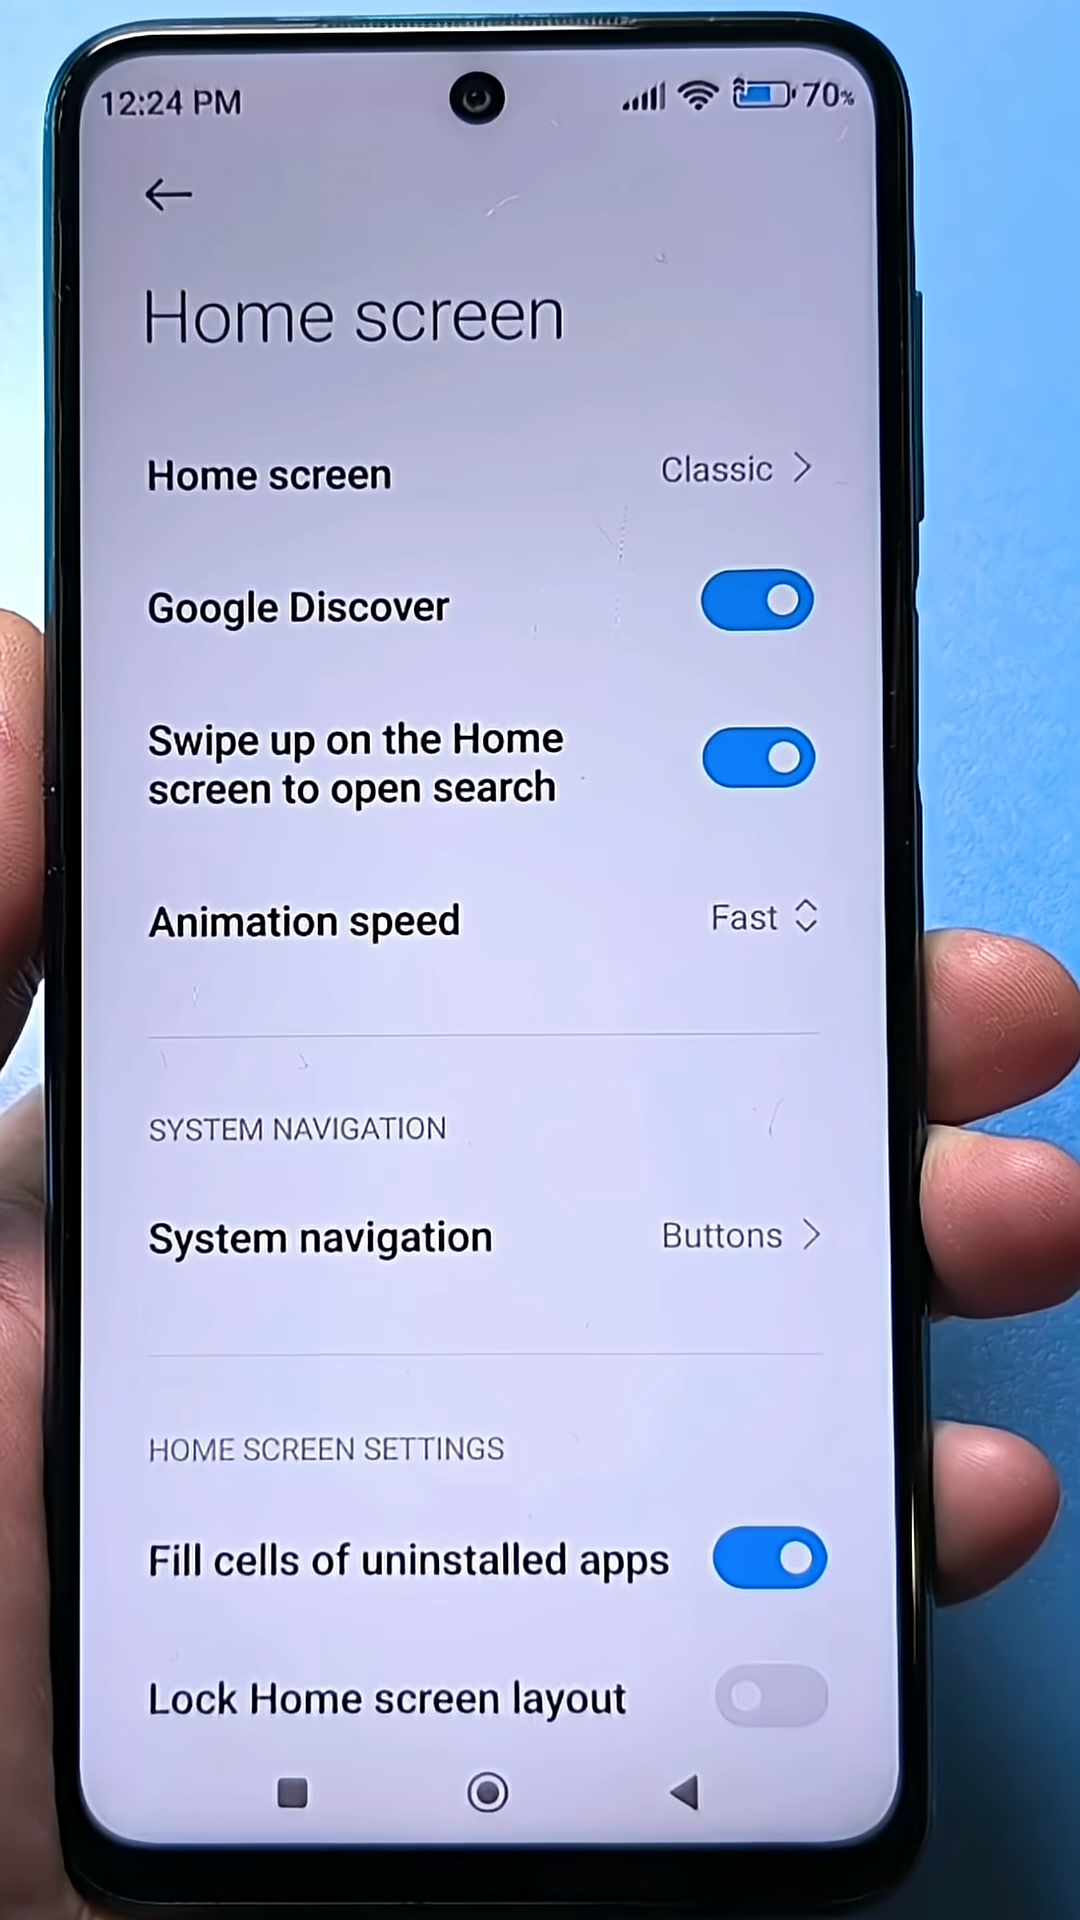 12:24 PM 70%
Home screen
Home screen Classic
Google Discover
Swipe up on the Home
screen to open search
Animation speed Fast
SYSTEM NAVIGATION
System navigation Buttons
HOME SCREEN SETTINGS
Fill cells of uninstalled apps
Lock Home screen layout